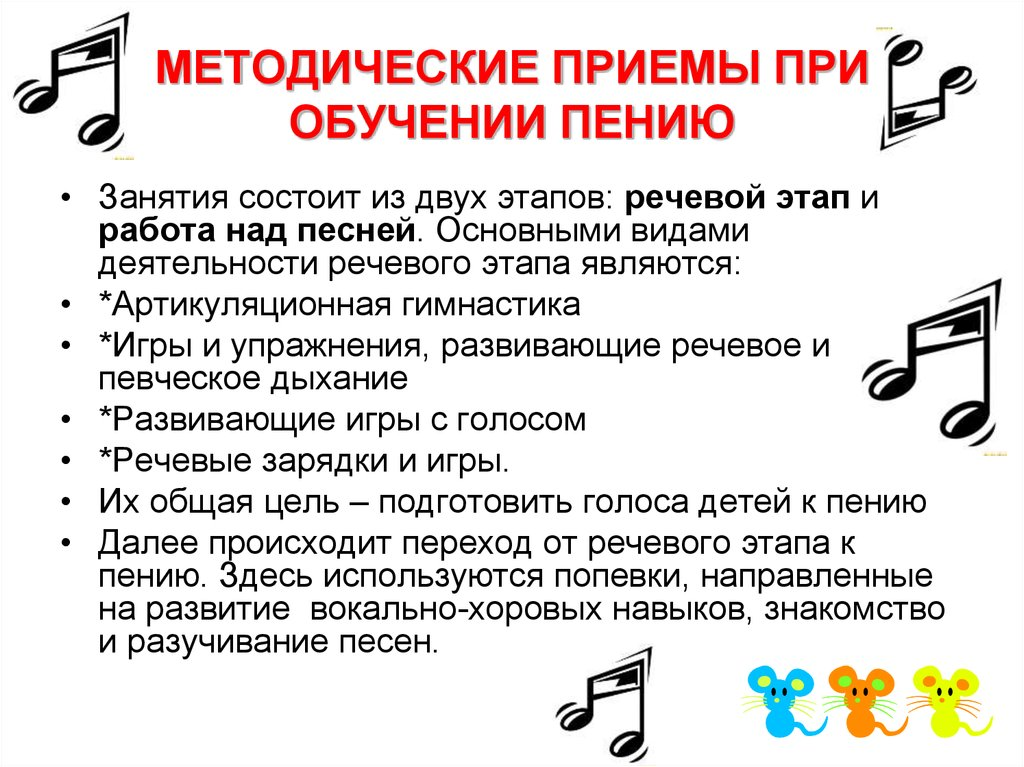 МЕТОДИЧЕСКИЕ ПРИЕМЫ ПРИ
ОБУЧЕНИИ ПЕНИЮ
• Занятия состоит из двух этапов: речевой этап и
работа над песней. Основными видами
деятельности речевого этапа являются:
• *Артикуляционная гимнастика
• *Игры и упражнения, развивающие речевое и
певческое дыхание
• *Развивающие игры с голосом
• *Речевые зарядки и игры.
• Их общая цель – подготовить голоса детей к пению
• Далее происходит переход от речевого этапа к
пению. Здесь используются попевки, направленные
на развитие  вокально-хоровых навыков, знакомство
и разучивание песен.